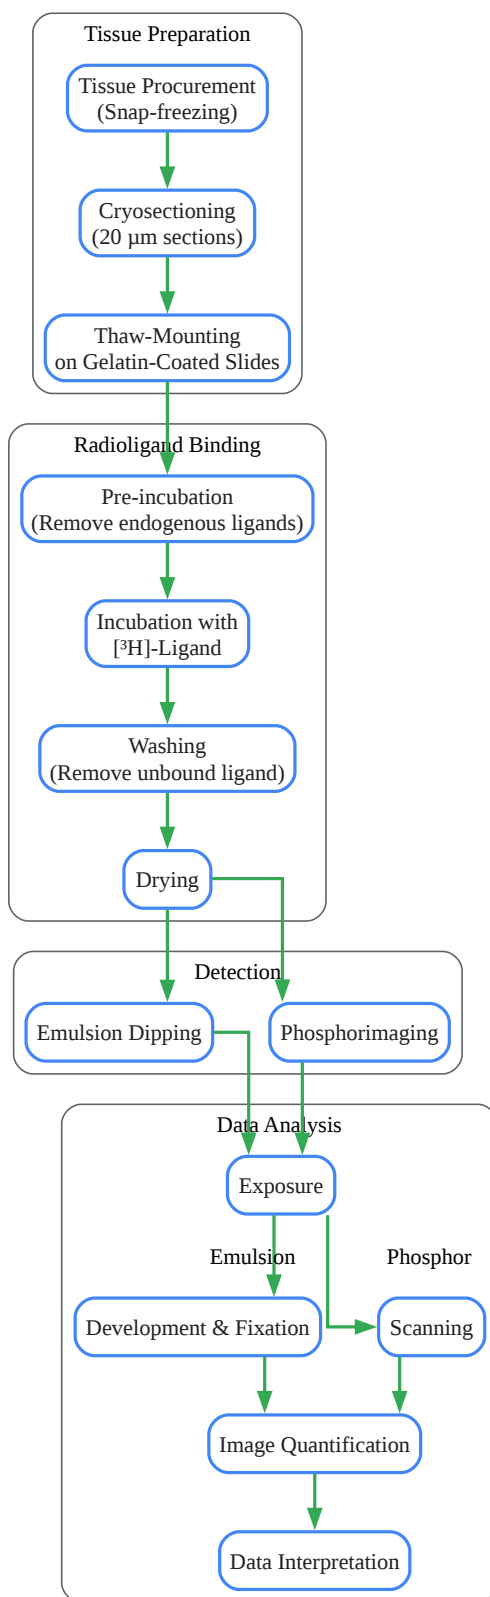 Tissue Preparation
Tissue Procurement
(Snap-freezing)
Cryosectioning
(20 µm sections)
Thaw-Mounting
on Gelatin-Coated Slides
Radioligand Binding
Pre-incubation
(Remove endogenous ligands)
Incubation with
[³H]-Ligand
Washing
(Remove unbound ligand)
Drying
Detection
Emulsion Dipping
Phosphorimaging
Data Analysis
Exposure
Emulsion
Phosphor
Development & Fixation
Scanning
Image Quantification
Data Interpretation